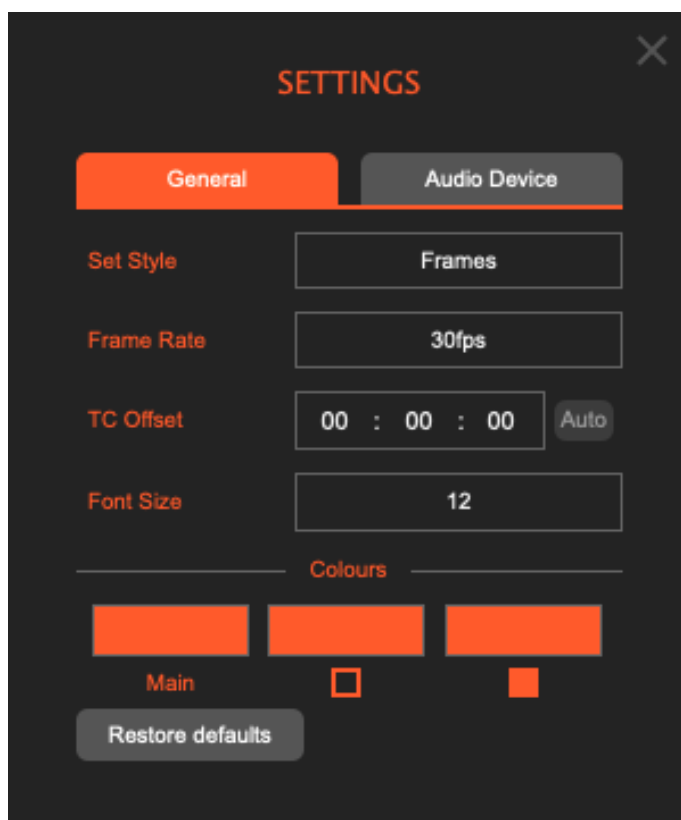 SETTINGS
General Audio Device
Set Style Frames
Frame Rate 30fps
TC Offset 00 : 00 : 00 Auto
Font Size 12
Colours
Main
Restore defaults